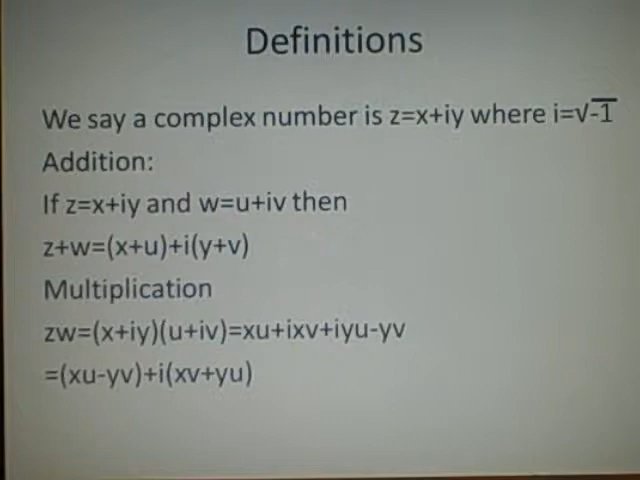 Definitions
We say a complex number is z=x+iy where i=√-1
Addition:
If z=x+iy and w=u+iv then
z+w=(x+u)+i(y+v)
Multiplication
zw=(x+iy)(u+iv)=xu+ixv+iyu-yv
=(xu-yv)+i(xv+yu)